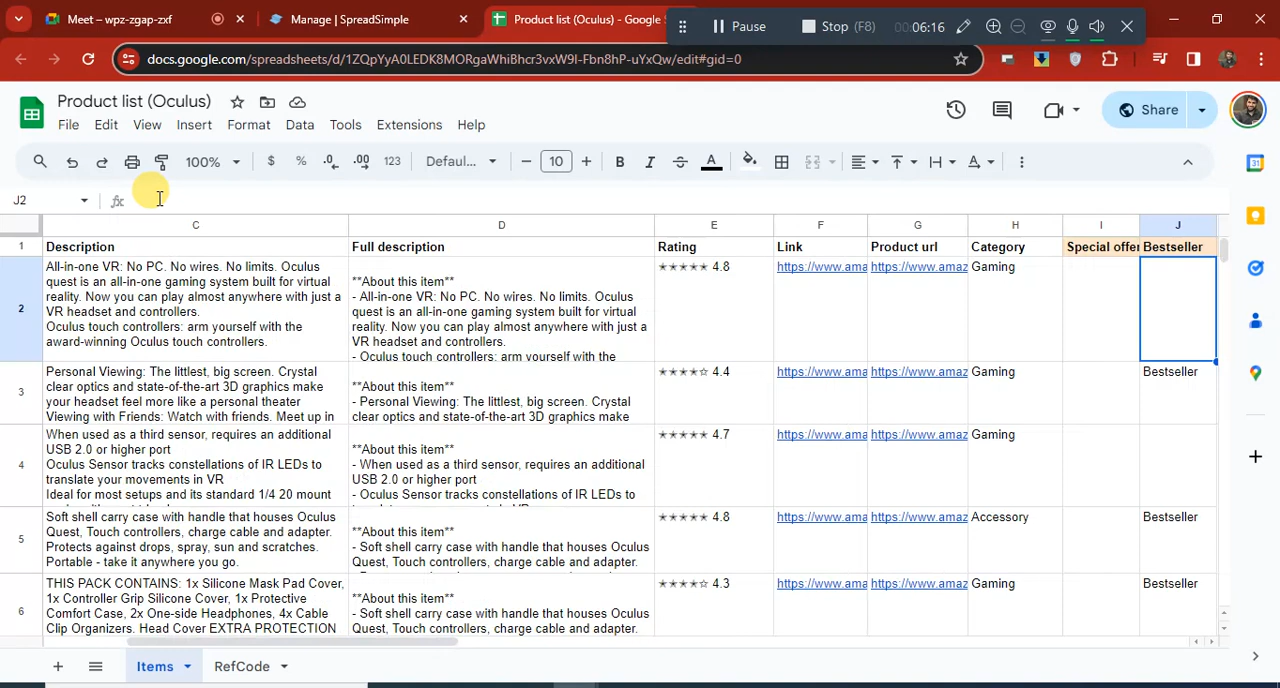 Meet – wpz-zgap-zxf
Manage | SpreadSimple
Product list (Oculus) - Google
Pause
Stop (F8)
00:06:16
docs.google.com/spreadsheets/d/1ZQpYyA0LEDK8MORgaWhiBhcr3vxW9I-Fbn8hP-uYxQw/edit#gid=0
Product list (Oculus)
File Edit View Insert Format Data Tools Extensions Help
Share
100% $ % .0 .00 123 Defaul... 10 B I A
J2
fx
C D E F G H I J
1 Description Full description Rating Link Product url Category Special offer Bestseller
2
All-in-one VR: No PC. No wires. No limits. Oculus
quest is an all-in-one gaming system built for virtual
reality. Now you can play almost anywhere with just a
VR headset and controllers.
Oculus touch controllers: arm yourself with the
award-winning Oculus touch controllers.
**About this item**
- All-in-one VR: No PC. No wires. No limits. Oculus
quest is an all-in-one gaming system built for virtual
reality. Now you can play almost anywhere with just a
VR headset and controllers.
- Oculus touch controllers: arm yourself with the
★★★★★ 4.8
https://www.amaz
https://www.amaz
Gaming
3
Personal Viewing: The littlest, big screen. Crystal
clear optics and state-of-the-art 3D graphics make
your headset feel more like a personal theater
Viewing with Friends: Watch with friends. Meet up in
**About this item**
- Personal Viewing: The littlest, big screen. Crystal
clear optics and state-of-the-art 3D graphics make
★★★★☆ 4.4
https://www.amaz
https://www.amaz
Gaming
Bestseller
4
When used as a third sensor, requires an additional
USB 2.0 or higher port
Oculus Sensor tracks constellations of IR LEDs to
translate your movements in VR
Ideal for most setups and its standard 1/4 20 mount
**About this item**
- When used as a third sensor, requires an additional
USB 2.0 or higher port
- Oculus Sensor tracks constellations of IR LEDs to
★★★★★ 4.7
https://www.amaz
https://www.amaz
Gaming
5
Soft shell carry case with handle that houses Oculus
Quest, Touch controllers, charge cable and adapter.
Protects against drops, spray, sun and scratches.
Portable - take it anywhere you go.
**About this item**
- Soft shell carry case with handle that houses Oculus
Quest, Touch controllers, charge cable and adapter.
★★★★★ 4.8
https://www.amaz
https://www.amaz
Accessory
Bestseller
6
THIS PACK CONTAINS: 1x Silicone Mask Pad Cover,
1x Controller Grip Silicone Cover, 1x Protective
Comfort Case, 2x One-side Headphones, 4x Cable
Clip Organizers. Head Cover EXTRA PROTECTION
**About this item**
- Soft shell carry case with handle that houses Oculus
Quest, Touch controllers, charge cable and adapter.
★★★★☆ 4.3
https://www.amaz
https://www.amaz
Gaming
Bestseller
Items
RefCode